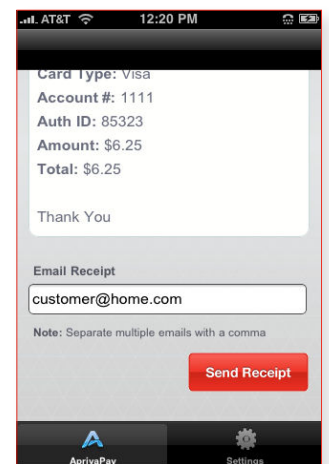 AT&T 12:20 PM
Card Type: Visa
Account #: 1111
Auth ID: 85323
Amount: $6.25
Total: $6.25
Thank You
Email Receipt
customer@home.com
Note: Separate multiple emails with a comma
Send Receipt
AprivaPay Settings